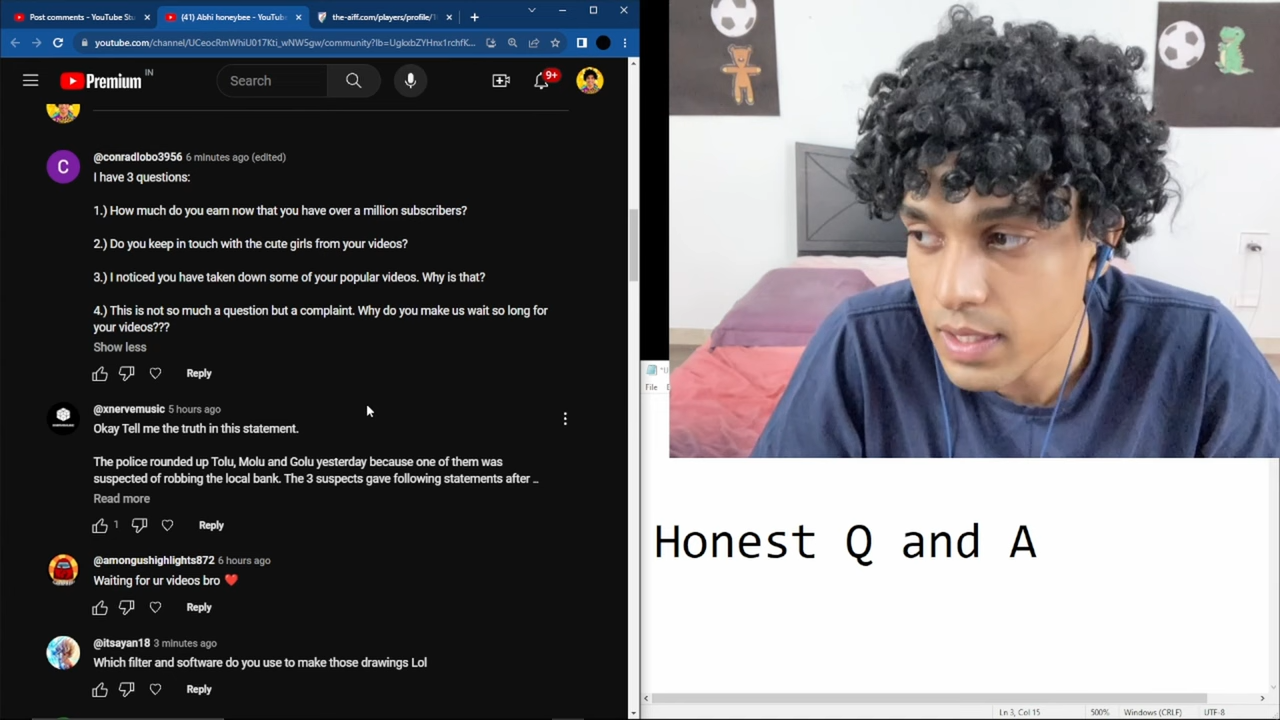 Post comments - YouTube Stu
(41) Abhi honeybee - YouTube
the-aiff.com/players/profile/
youtube.com/channel/UCeocRmWhiU017Kti_wNWSgw/community?lb=UgkxbZYHnx1rchfK...
Premium IN
Search
9+
@conradlobo3956 6 minutes ago (edited)
I have 3 questions:
1.) How much do you earn now that you have over a million subscribers?
2.) Do you keep in touch with the cute girls from your videos?
3.) I noticed you have taken down some of your popular videos. Why is that?
4.) This is not so much a question but a complaint. Why do you make us wait so long for
your videos???
Show less
Reply
@xnervemusic 5 hours ago
Okay Tell me the truth in this statement.
The police rounded up Tolu, Molu and Golu yesterday because one of them was
suspected of robbing the local bank. The 3 suspects gave following statements after ...
Read more
1 Reply
@amongushighlights872 6 hours ago
Waiting for ur videos bro ❤️
Reply
@itsayan18 3 minutes ago
Which filter and software do you use to make those drawings Lol
Reply
File
Honest Q and A
Ln 3, Col 15
500%
Windows (CRLF)
UTF-8